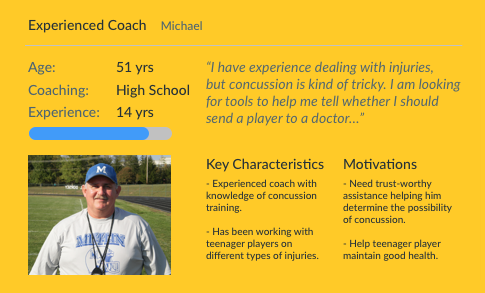 Experienced Coach Michael
Age: 51 yrs
Coaching: High School
Experience: 14 yrs
“I have experience dealing with injuries,
but concussion is kind of tricky. I am looking
for tools to help me tell whether I should
send a player to a doctor...”
Key Characteristics
- Experienced coach with
knowledge of concussion
training.
- Has been working with
teenager players on
different types of injuries.
Motivations
- Need trust-worthy
assistance helping him
determine the possibility
of concussion.
- Help teenager player
maintain good health.
M